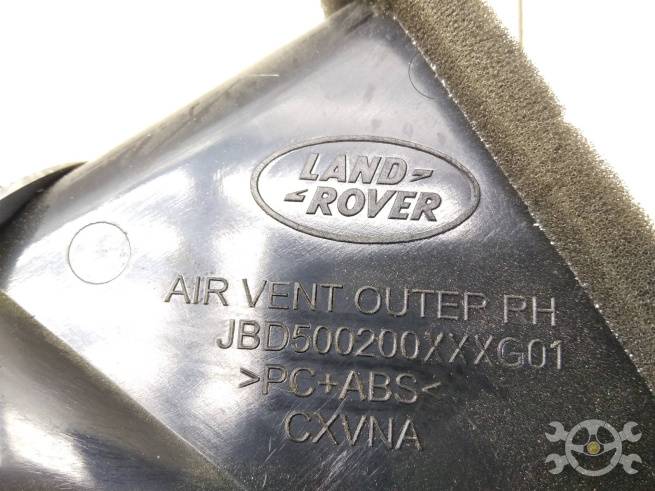 LAND
ROVER
AIR VENT OUTER RH
JBD500200XXXG01
>PC+ABS<
CXVNA